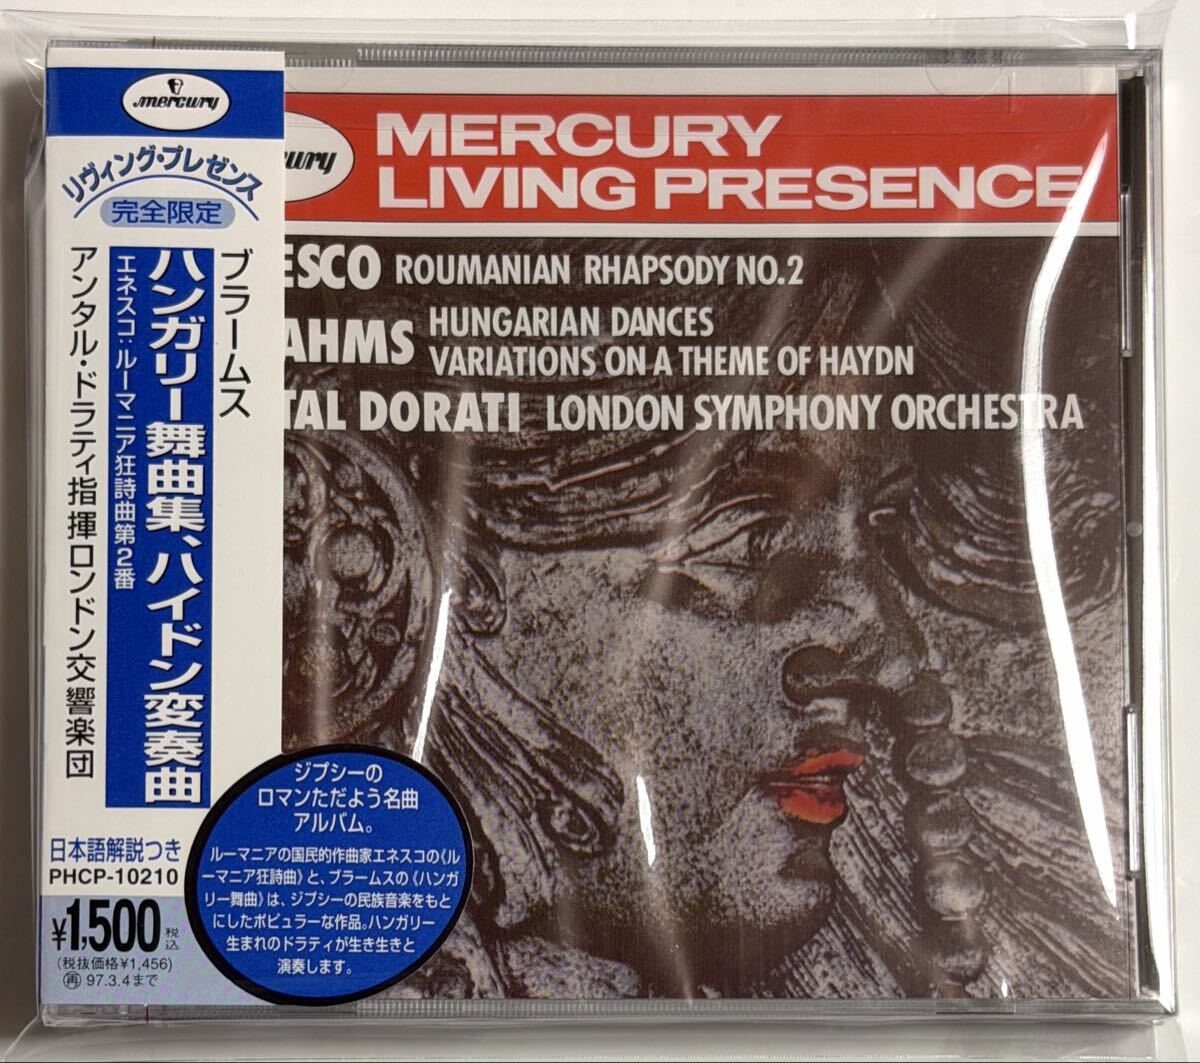 mercury
リヴィング・プレゼンス
完全限定
ブラームス
ハンガリー舞曲集、ハイドン変奏曲
エネスコ:ルーマニア狂詩曲第2番
アンタル・ドラティ指揮ロンドン交響楽団
日本語解説つき
PHCP-10210
¥1,500税込
(税抜価格¥1,456)
再 97.3.4まで
ジプシーの
ロマンただよう名曲
アルバム。
ルーマニアの国民的作曲家エネスコの《ル
ーマニア狂詩曲》と、ブラームスの《ハンガ
リー舞曲》は、ジプシーの民族音楽をもと
にしたポピュラーな作品。ハンガリー
生まれのドラティが生き生きと
演奏します。
cury
MERCURY
LIVING PRESENCE
ESCO ROUMANIAN RHAPSODY NO.2
AHMS HUNGARIAN DANCES
VARIATIONS ON A THEME OF HAYDN
TAL DORATI LONDON SYMPHONY ORCHESTRA